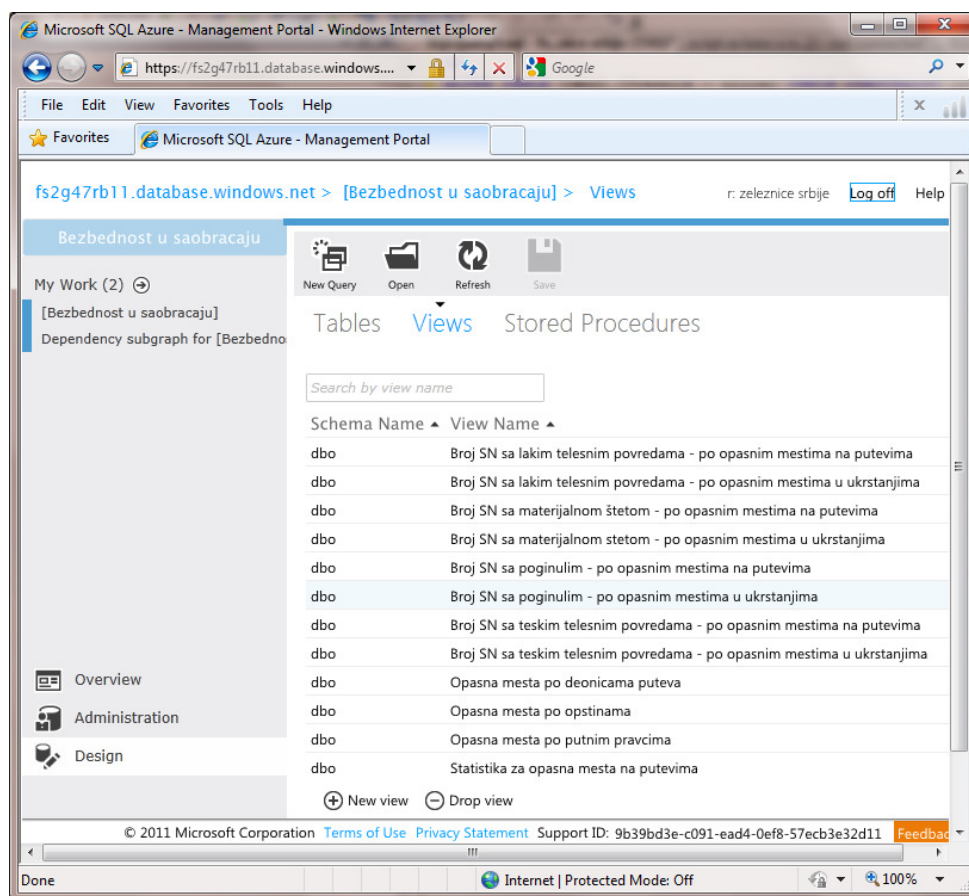 Microsoft SQL Azure - Management Portal - Windows Internet Explorer
https://fs2g47rb11.database.windows.... Google
File Edit View Favorites Tools Help
Favorites Microsoft SQL Azure - Management Portal
fs2g47rb11.database.windows.net > [Bezbednost u saobracaju] > Views r: zeleznice srbije Log off Help
Bezbednost u saobracaju
My Work (2)
[Bezbednost u saobracaju]
Dependency subgraph for [Bezbedno
New Query Open Refresh Save
Tables Views Stored Procedures
Search by view name
Schema Name View Name
dbo Broj SN sa lakim telesnim povredama - po opasnim mestima na putevima
dbo Broj SN sa lakim telesnim povredama - po opasnim mestima u ukrstanjima
dbo Broj SN sa materijalnom štetom - po opasnim mestima na putevima
dbo Broj SN sa materijalnom stetom - po opasnim mestima u ukrstanjima
dbo Broj SN sa poginulim - po opasnim mestima na putevima
dbo Broj SN sa poginulim - po opasnim mestima u ukrstanjima
dbo Broj SN sa teskim telesnim povredama - po opasnim mestima na putevima
dbo Broj SN sa teskim telesnim povredama - po opasnim mestima u ukrstanjima
dbo Opasna mesta po deonicama puteva
dbo Opasna mesta po opstinama
dbo Opasna mesta po putnim pravcima
dbo Statistika za opasna mesta na putevima
New view Drop view
Overview
Administration
Design
© 2011 Microsoft Corporation Terms of Use Privacy Statement Support ID: 9b39bd3e-c091-ead4-0ef8-57ecb3e32d11 Feedbac
Done Internet | Protected Mode: Off 100%